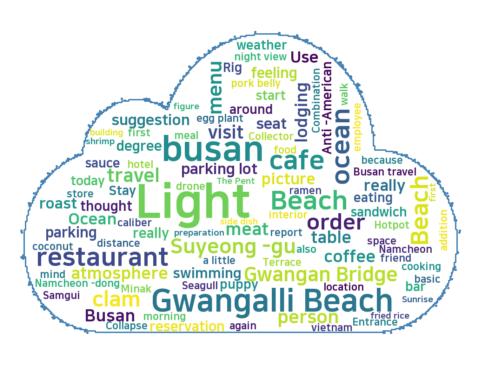 weather
night view Use
menu Rig feeling
pork belly
start
Combination
Anti -American
walk
figure
egg plant around lodging
suggestion visit seat ocean employee
building first meal Collector
shrimp degree busan food cafe because
sauce hotel parking lot Busan travel
today travel drone The Pent picture really
store Stay Light ramen eating Beach first
roast thought Beach sandwich
Ocean side dish interior order Hotpot addition
parking really preparation meat report table space Namcheon
coconut distance Suyeong -gu also coffee friend
restaurant a little Terrace cooking
mind atmosphere swimming Gwangan Bridge basic
Namcheon -dong Minak Seagull puppy location bar
Samgui clam Gwangalli Beach Sunrise
Busan morning person fried rice
Collapse reservation again vietnam Entrance
caliber